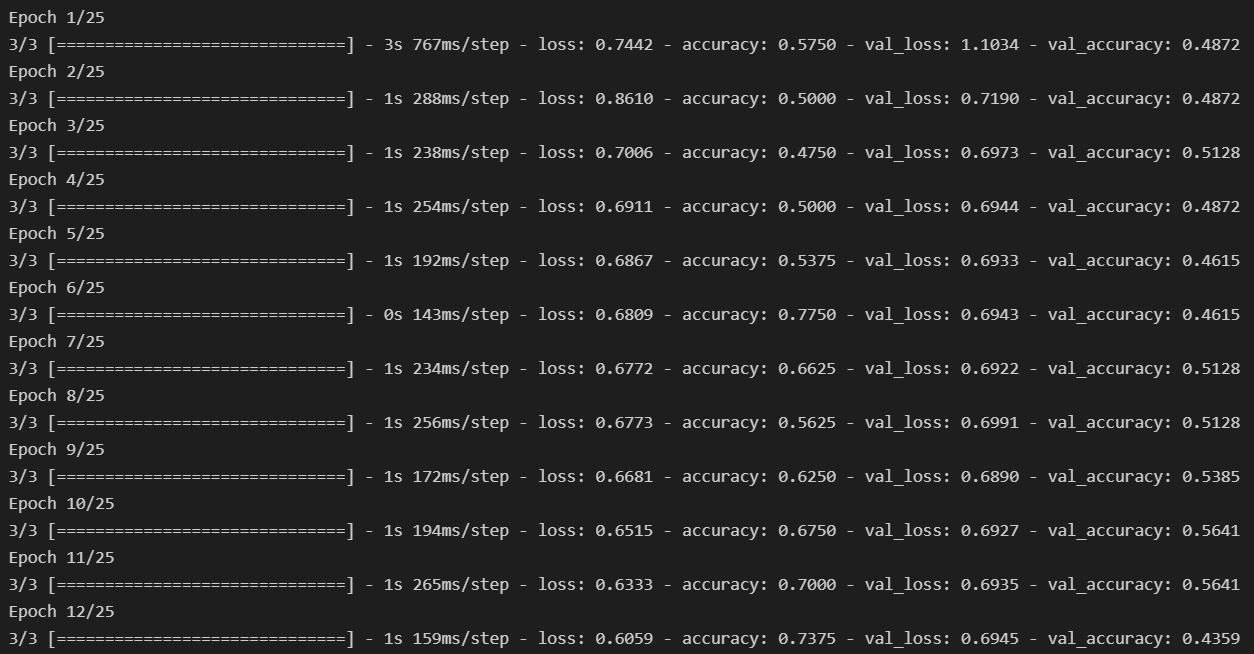 Epoch 1/25
3/3 [==============================] - 3s 767ms/step - loss: 0.7442 - accuracy: 0.5750 - val_loss: 1.1034 - val_accuracy: 0.4872
Epoch 2/25
3/3 [==============================] - 1s 288ms/step - loss: 0.8610 - accuracy: 0.5000 - val_loss: 0.7190 - val_accuracy: 0.4872
Epoch 3/25
3/3 [==============================] - 1s 238ms/step - loss: 0.7006 - accuracy: 0.4750 - val_loss: 0.6973 - val_accuracy: 0.5128
Epoch 4/25
3/3 [==============================] - 1s 254ms/step - loss: 0.6911 - accuracy: 0.5000 - val_loss: 0.6944 - val_accuracy: 0.4872
Epoch 5/25
3/3 [==============================] - 1s 192ms/step - loss: 0.6867 - accuracy: 0.5375 - val_loss: 0.6933 - val_accuracy: 0.4615
Epoch 6/25
3/3 [==============================] - 0s 143ms/step - loss: 0.6809 - accuracy: 0.7750 - val_loss: 0.6943 - val_accuracy: 0.4615
Epoch 7/25
3/3 [==============================] - 1s 234ms/step - loss: 0.6772 - accuracy: 0.6625 - val_loss: 0.6922 - val_accuracy: 0.5128
Epoch 8/25
3/3 [==============================] - 1s 256ms/step - loss: 0.6773 - accuracy: 0.5625 - val_loss: 0.6991 - val_accuracy: 0.5128
Epoch 9/25
3/3 [==============================] - 1s 172ms/step - loss: 0.6681 - accuracy: 0.6250 - val_loss: 0.6890 - val_accuracy: 0.5385
Epoch 10/25
3/3 [==============================] - 1s 194ms/step - loss: 0.6515 - accuracy: 0.6750 - val_loss: 0.6927 - val_accuracy: 0.5641
Epoch 11/25
3/3 [==============================] - 1s 265ms/step - loss: 0.6333 - accuracy: 0.7000 - val_loss: 0.6935 - val_accuracy: 0.5641
Epoch 12/25
3/3 [==============================] - 1s 159ms/step - loss: 0.6059 - accuracy: 0.7375 - val_loss: 0.6945 - val_accuracy: 0.4359